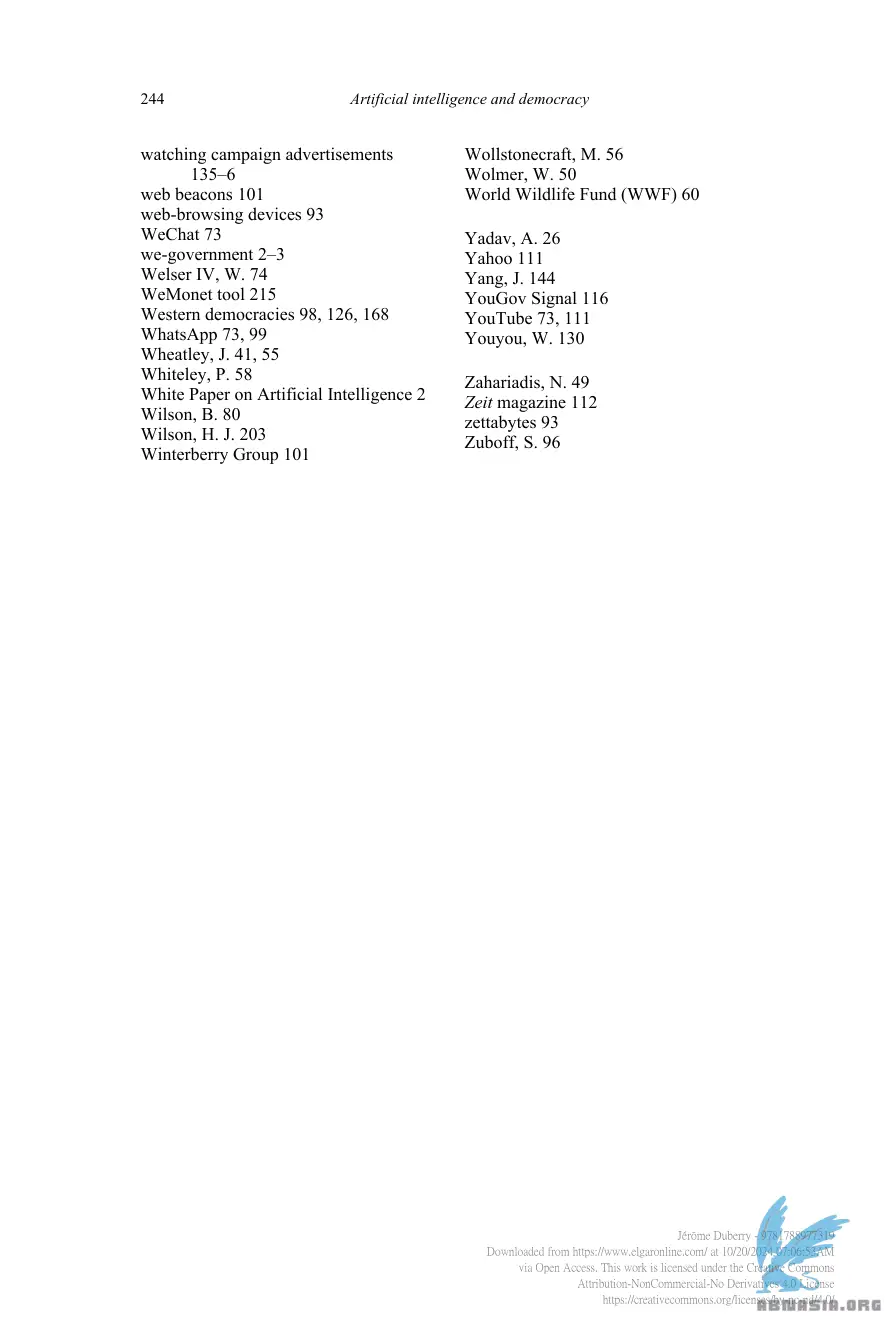 244
Artificial intelligence and democracy
watching campaign advertisements
135–6
web beacons 101
web-browsing devices 93
WeChat 73
we-government 2–3
Welser IV, W. 74
WeMonet tool 215
Western democracies 98, 126, 168
WhatsApp 73, 99
Wheatley, J. 41, 55
Whiteley, P. 58
White Paper on Artificial Intelligence 2
Wilson, B. 80
Wilson, H. J. 203
Winterberry Group 101
Wollstonecraft, M. 56
Wolmer, W. 50
World Wildlife Fund (WWF) 60
Yadav, A. 26
Yahoo 111
Yang, J. 144
YouGov Signal 116
YouTube 73, 111
Youyou, W. 130
Zahariadis, N. 49
Zeit magazine 112
zettabytes 93
Zuboff, S. 96
Jérôme Duberry - 9781788977319
Downloaded from https://www.elgaronline.com/ at 10/20/2024 07:06:53AM
via Open Access. This work is licensed under the Creative Commons
Attribution-NonCommercial-No Derivatives 4.0 License
https://creativecommons.org/licenses/by-nc-nd/4.0/
ABNASIA.ORG